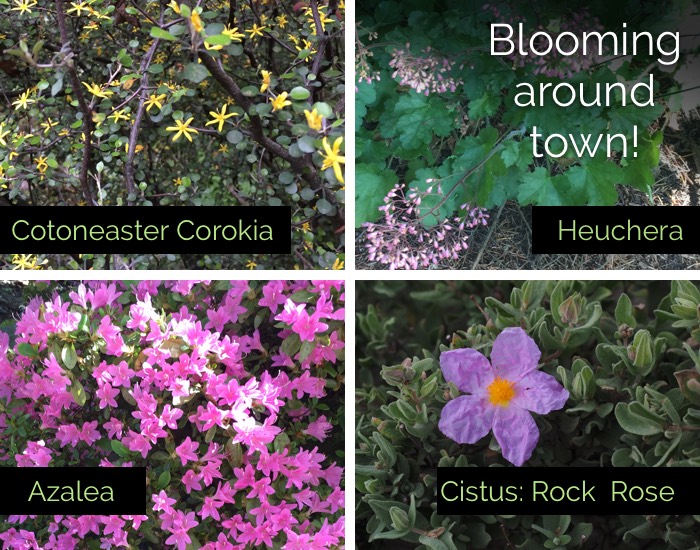 Blooming
around
town!
Cotoneaster Corokia
Heuchera
Azalea
Cistus: Rock Rose